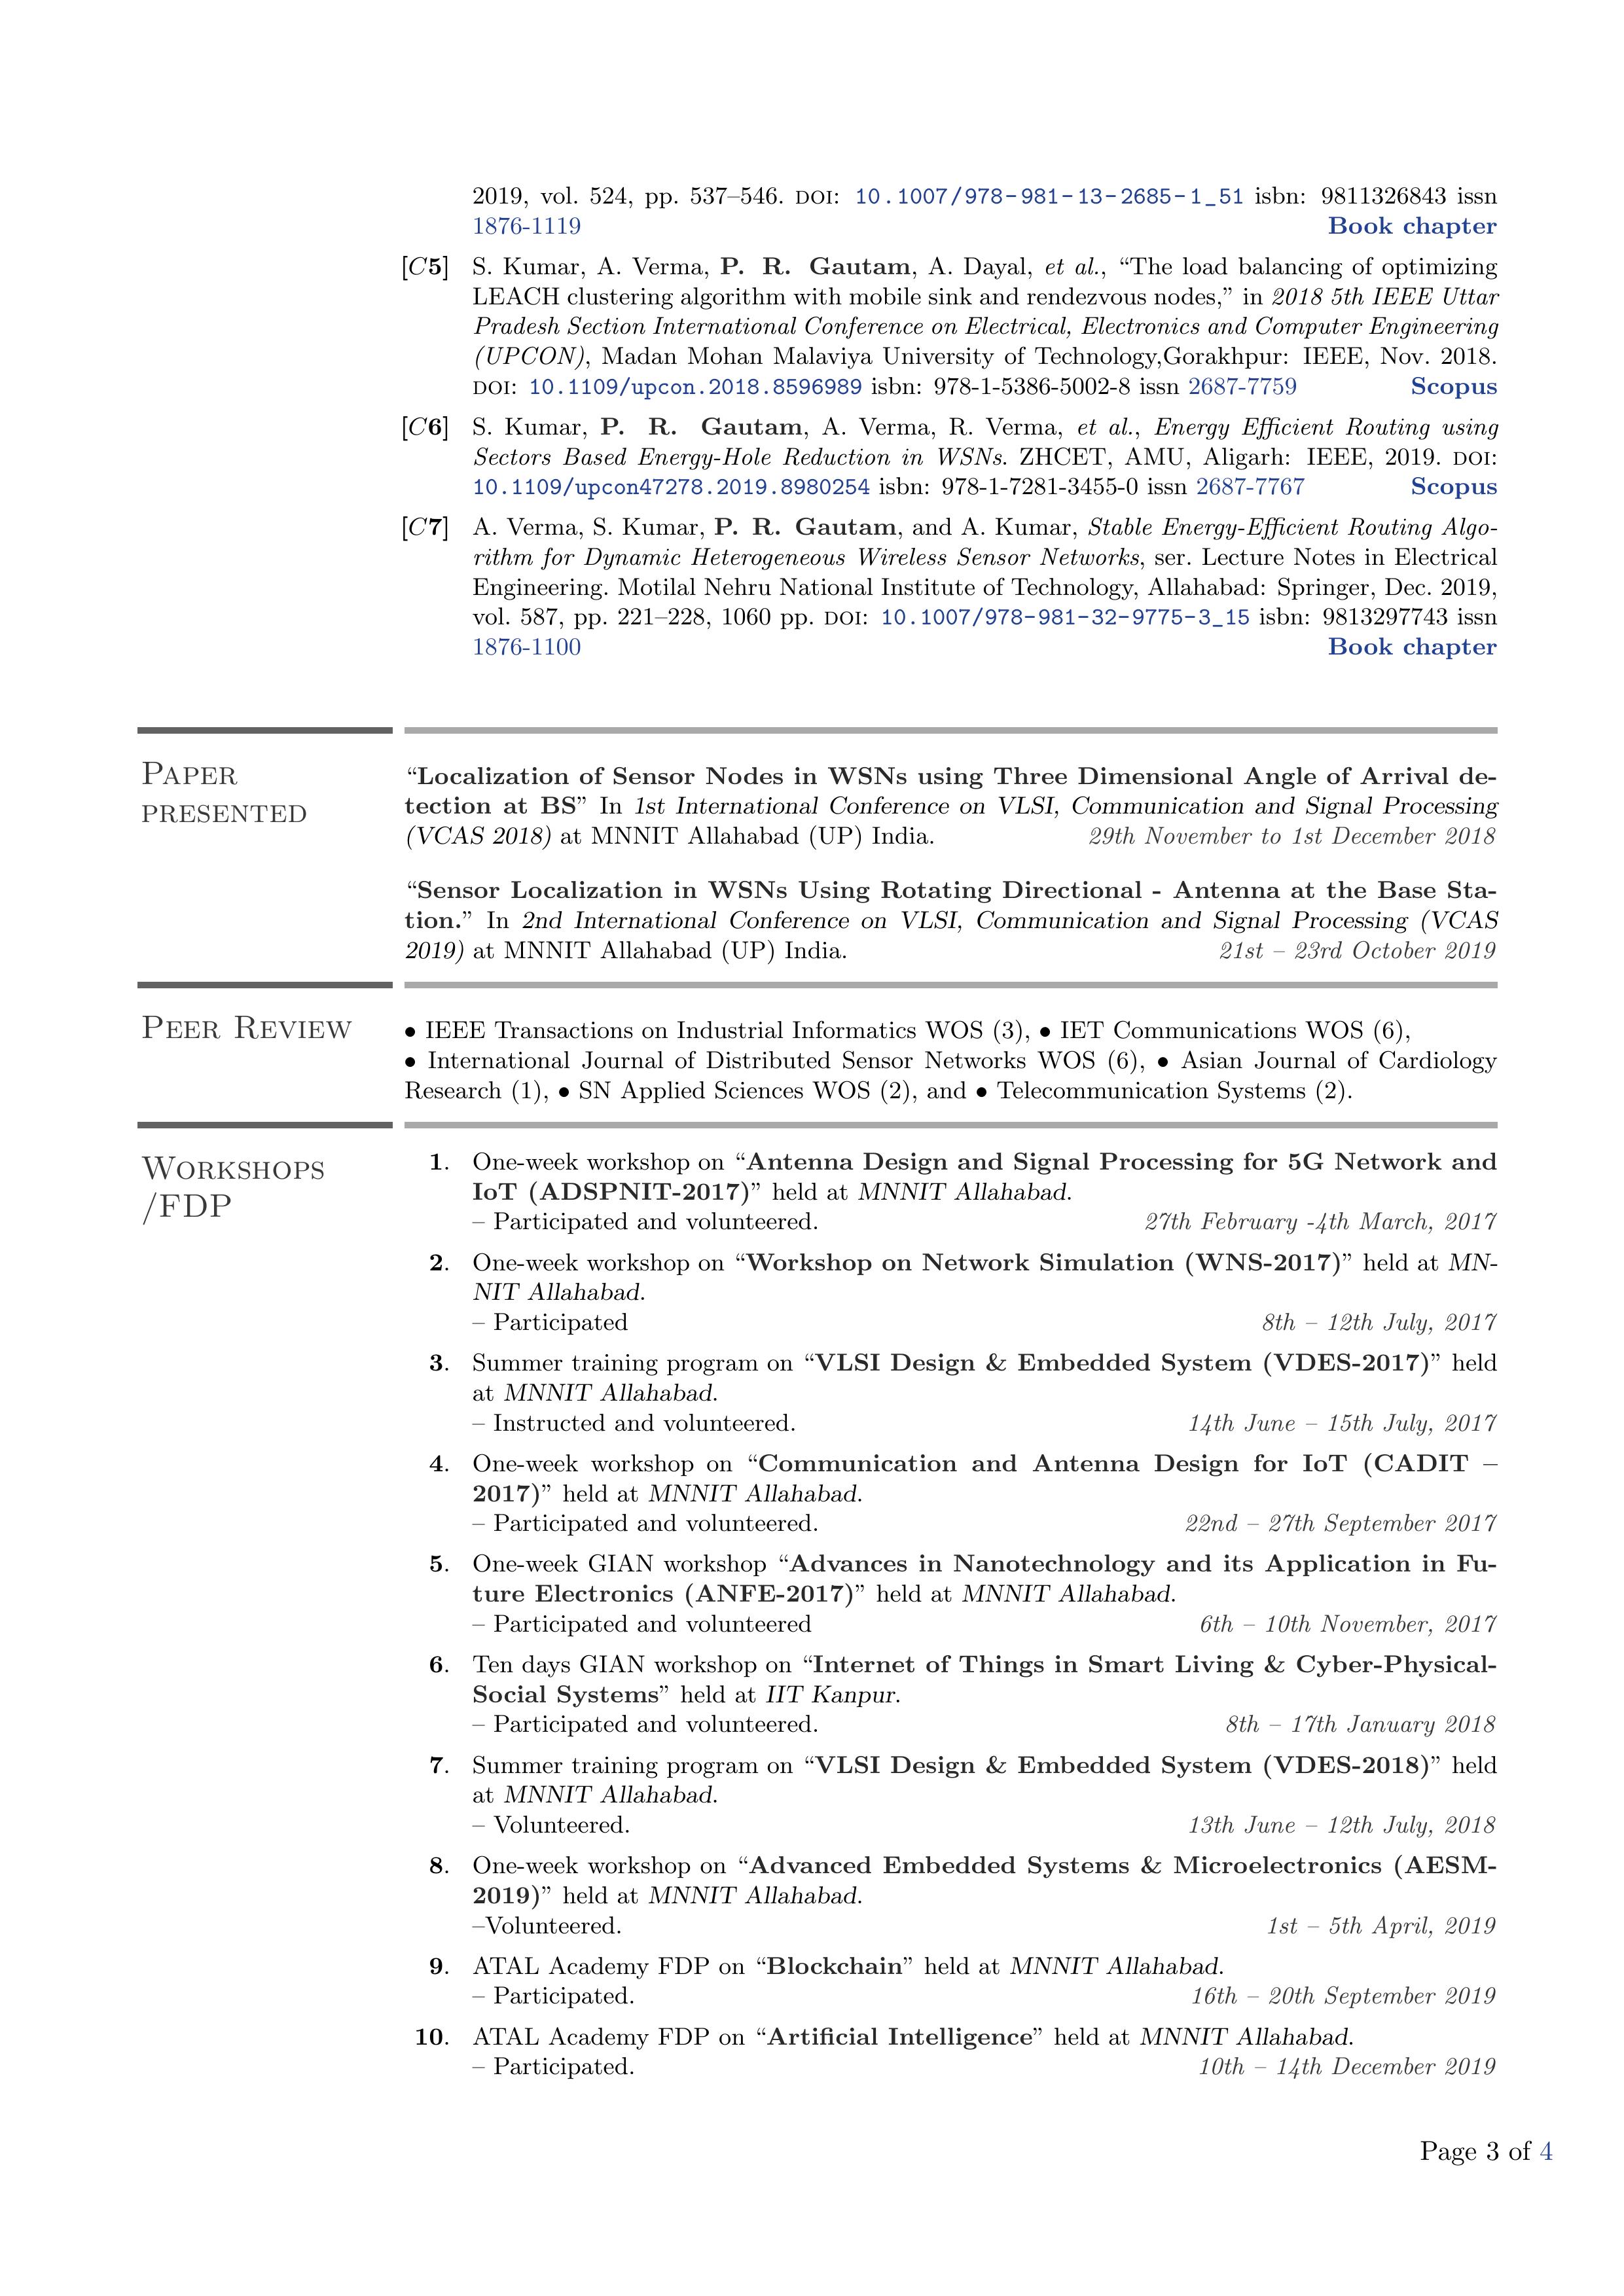 2019, vol. 524, pp. 537–546. DOI: 10.1007/978-981-13-2685-1_51 isbn: 9811326843 issn
1876-1119 Book chapter
[C5] S. Kumar, A. Verma, P. R. Gautam, A. Dayal, et al., “The load balancing of optimizing
LEACH clustering algorithm with mobile sink and rendezvous nodes,” in 2018 5th IEEE Uttar
Pradesh Section International Conference on Electrical, Electronics and Computer Engineering
(UPCON), Madan Mohan Malaviya University of Technology,Gorakhpur: IEEE, Nov. 2018.
DOI: 10.1109/upcon.2018.8596989 isbn: 978-1-5386-5002-8 issn 2687-7759 Scopus
[C6] S. Kumar, P. R. Gautam, A. Verma, R. Verma, et al., Energy Efficient Routing using
Sectors Based Energy-Hole Reduction in WSNs. ZHCET, AMU, Aligarh: IEEE, 2019. DOI:
10.1109/upcon47278.2019.8980254 isbn: 978-1-7281-3455-0 issn 2687-7767 Scopus
[C7] A. Verma, S. Kumar, P. R. Gautam, and A. Kumar, Stable Energy-Efficient Routing Algo-
rithm for Dynamic Heterogeneous Wireless Sensor Networks, ser. Lecture Notes in Electrical
Engineering. Motilal Nehru National Institute of Technology, Allahabad: Springer, Dec. 2019,
vol. 587, pp. 221–228, 1060 pp. DOI: 10.1007/978-981-32-9775-3_15 isbn: 9813297743 issn
1876-1100 Book chapter
Paper
presented
“Localization of Sensor Nodes in WSNs using Three Dimensional Angle of Arrival de-
tection at BS” In 1st International Conference on VLSI, Communication and Signal Processing
(VCAS 2018) at MNNIT Allahabad (UP) India. 29th November to 1st December 2018
“Sensor Localization in WSNs Using Rotating Directional - Antenna at the Base Sta-
tion.” In 2nd International Conference on VLSI, Communication and Signal Processing (VCAS
2019) at MNNIT Allahabad (UP) India. 21st – 23rd October 2019
Peer Review
• IEEE Transactions on Industrial Informatics WOS (3), • IET Communications WOS (6),
• International Journal of Distributed Sensor Networks WOS (6), • Asian Journal of Cardiology
Research (1), • SN Applied Sciences WOS (2), and • Telecommunication Systems (2).
Workshops
/FDP
1. One-week workshop on “Antenna Design and Signal Processing for 5G Network and
IoT (ADSPNIT-2017)” held at MNNIT Allahabad.
– Participated and volunteered. 27th February -4th March, 2017
2. One-week workshop on “Workshop on Network Simulation (WNS-2017)” held at MN-
NIT Allahabad.
– Participated 8th – 12th July, 2017
3. Summer training program on “VLSI Design & Embedded System (VDES-2017)” held
at MNNIT Allahabad.
– Instructed and volunteered. 14th June – 15th July, 2017
4. One-week workshop on “Communication and Antenna Design for IoT (CADIT –
2017)” held at MNNIT Allahabad.
– Participated and volunteered. 22nd – 27th September 2017
5. One-week GIAN workshop “Advances in Nanotechnology and its Application in Fu-
ture Electronics (ANFE-2017)” held at MNNIT Allahabad.
– Participated and volunteered 6th – 10th November, 2017
6. Ten days GIAN workshop on “Internet of Things in Smart Living & Cyber-Physical-
Social Systems” held at IIT Kanpur.
– Participated and volunteered. 8th – 17th January 2018
7. Summer training program on “VLSI Design & Embedded System (VDES-2018)” held
at MNNIT Allahabad.
– Volunteered. 13th June – 12th July, 2018
8. One-week workshop on “Advanced Embedded Systems & Microelectronics (AESM-
2019)” held at MNNIT Allahabad.
–Volunteered. 1st – 5th April, 2019
9. ATAL Academy FDP on “Blockchain” held at MNNIT Allahabad.
– Participated. 16th – 20th September 2019
10. ATAL Academy FDP on “Artificial Intelligence” held at MNNIT Allahabad.
– Participated. 10th – 14th December 2019
Page 3 of 4